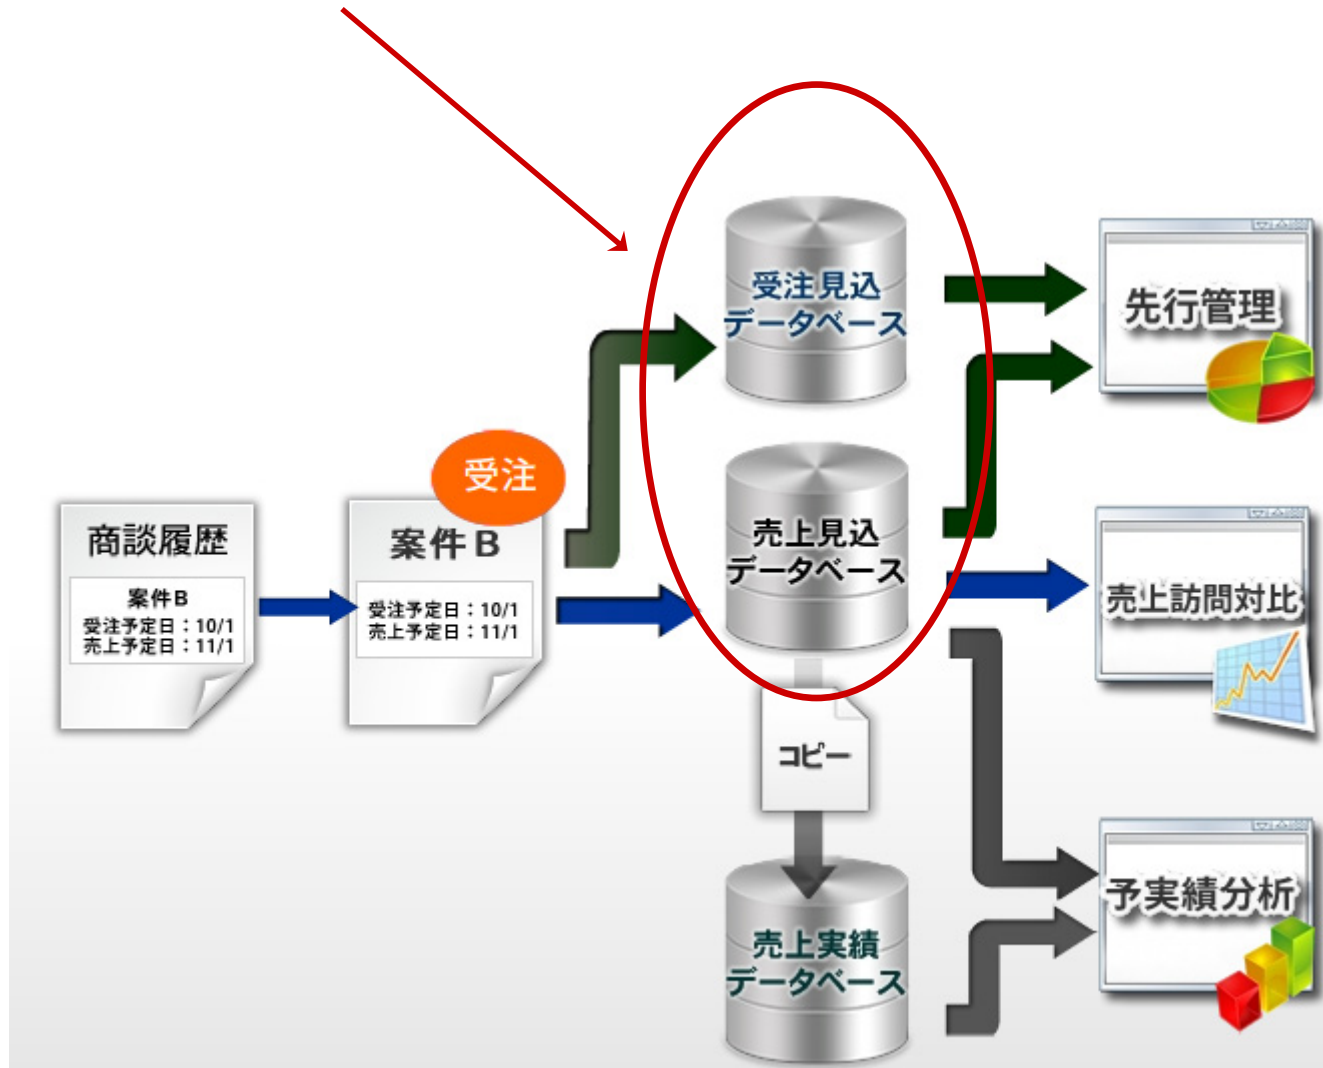 受注見込
データベース
先行管理
受注
商談履歴
案件B
受注予定日：10/1
売上予定日：11/1
案件B
受注予定日：10/1
売上予定日：11/1
売上見込
データベース
売上訪問対比
コピー
予実績分析
売上実績
データベース